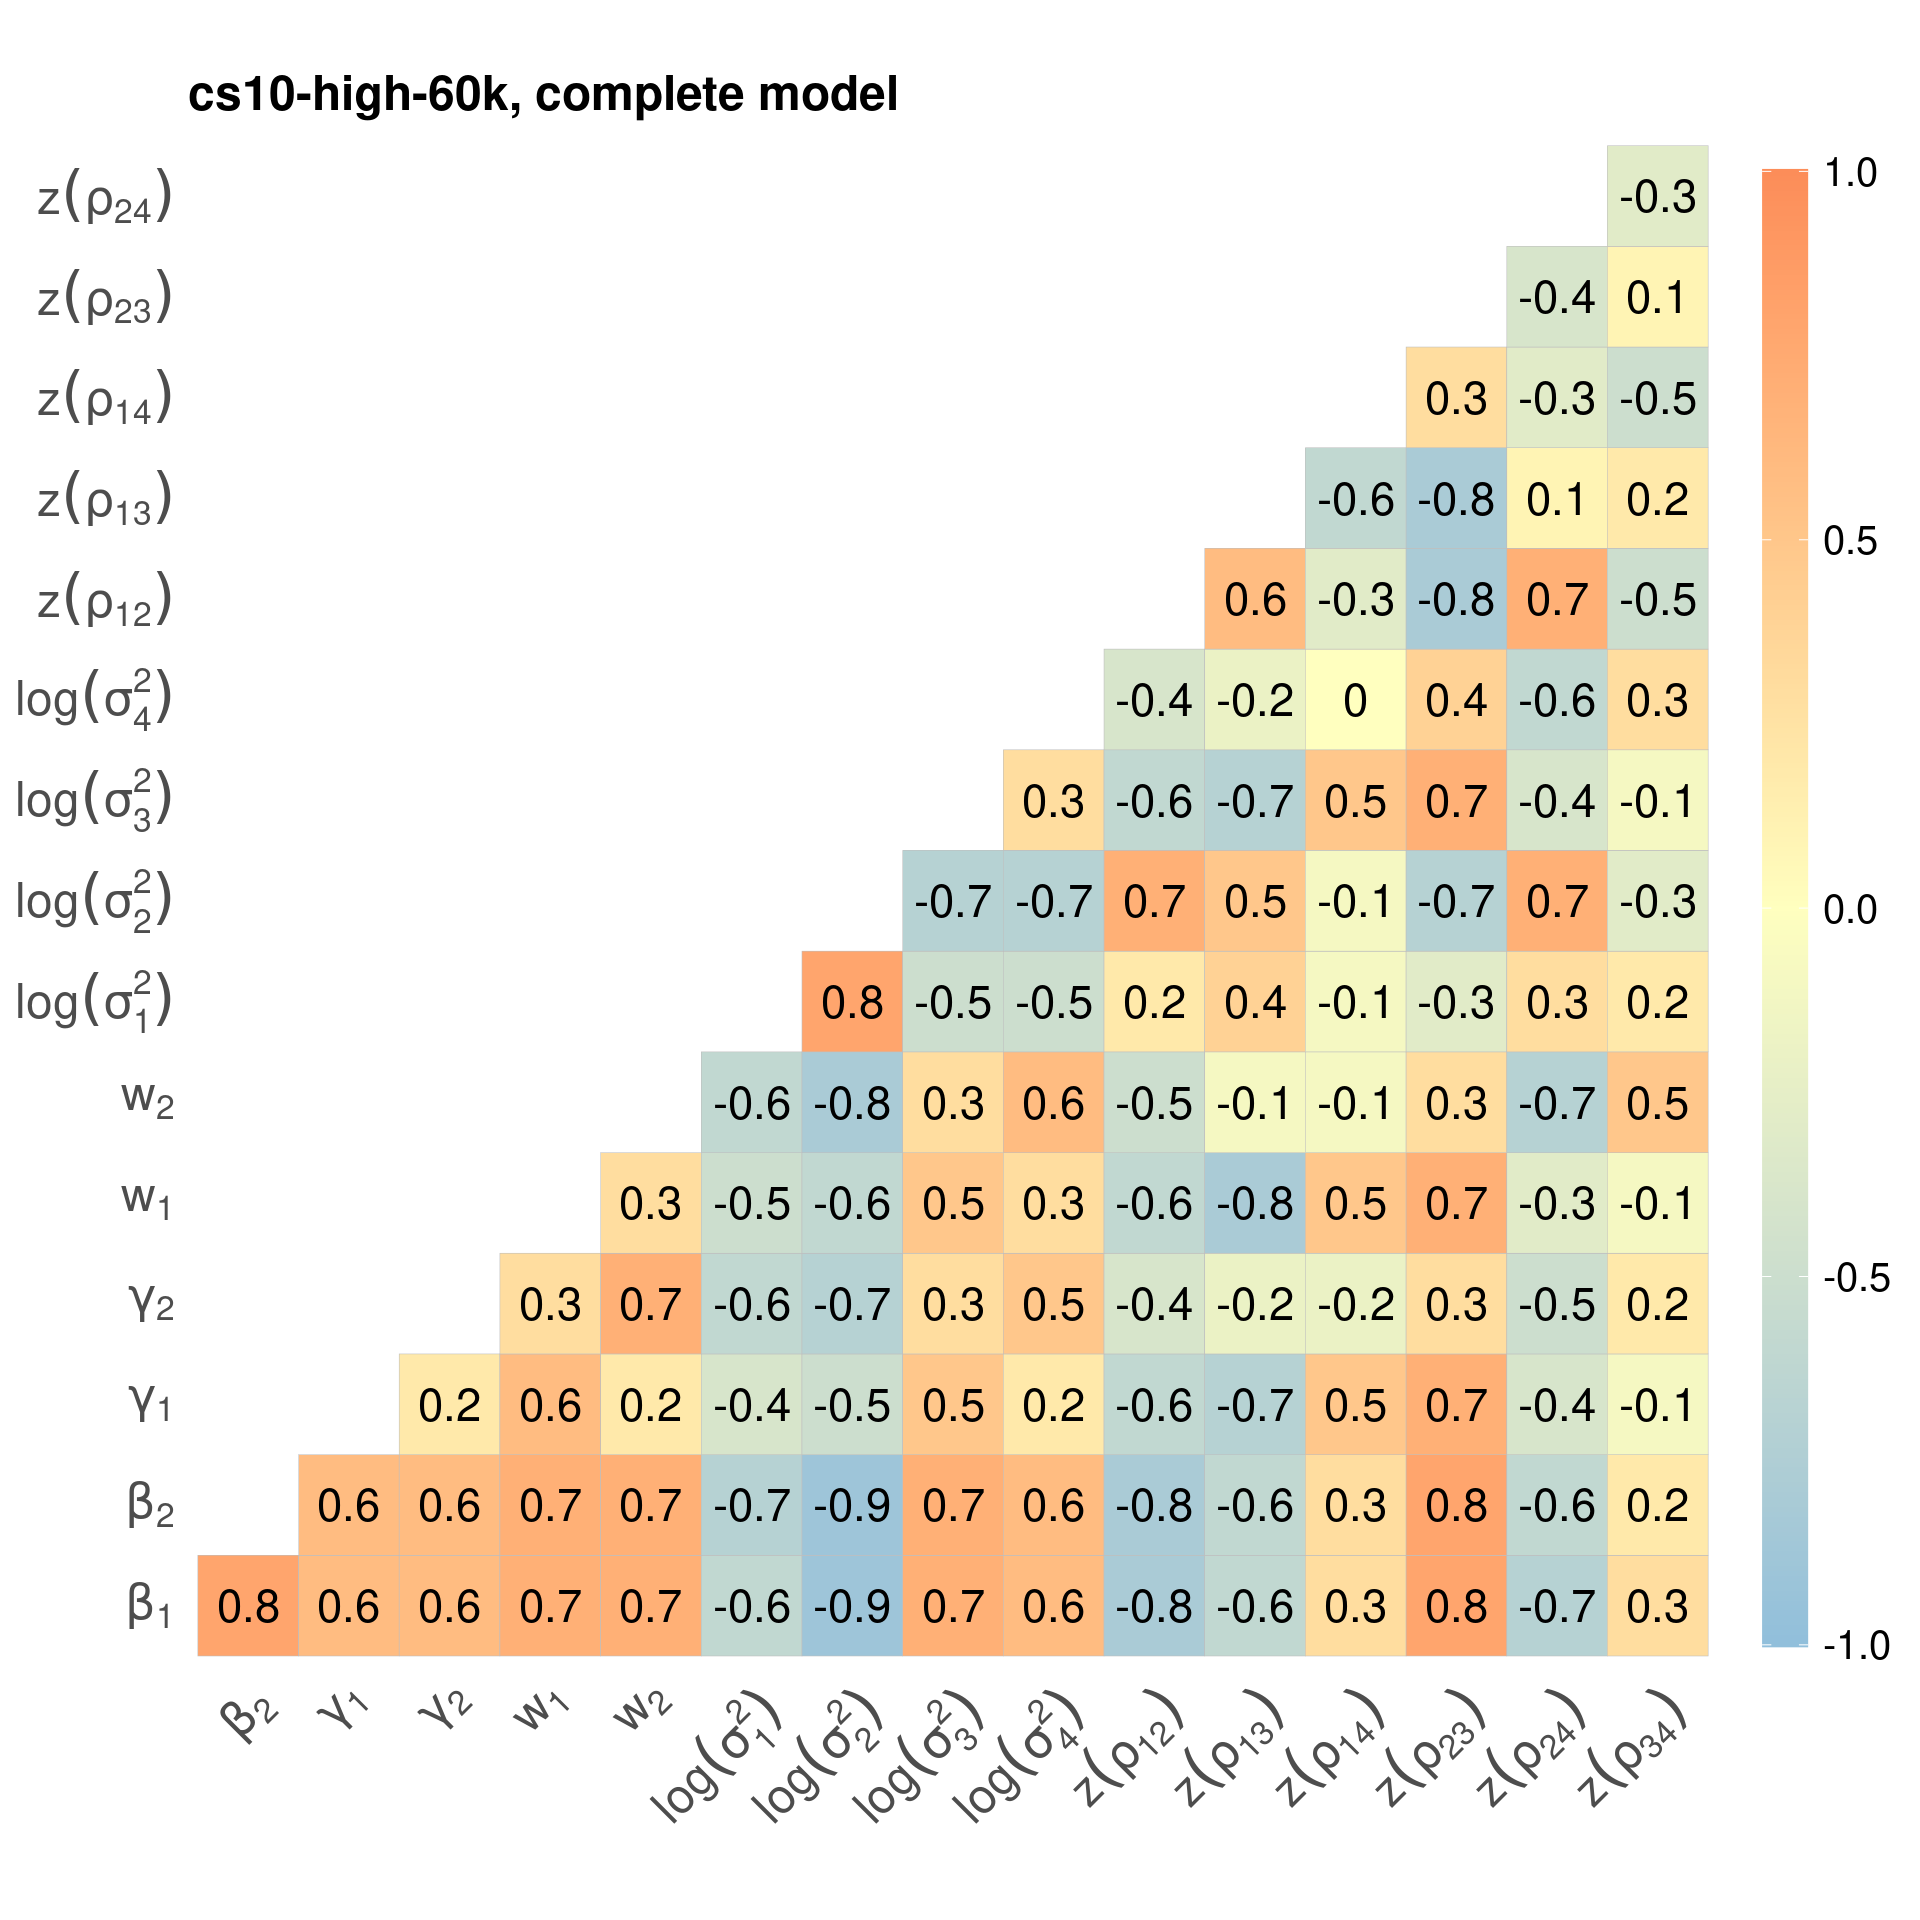 cs10-high-60k, complete model
z(ρ₂₄) -0.3
z(ρ₂₃) -0.4 0.1
z(ρ₁₄) 0.3 -0.3 -0.5
z(ρ₁₃) -0.6 -0.8 0.1 0.2
z(ρ₁₂) 0.6 -0.3 -0.8 0.7 -0.5
log(σ₄²) -0.4 -0.2 0 0.4 -0.6 0.3
log(σ₃²) 0.3 -0.6 -0.7 0.5 0.7 -0.4 -0.1
log(σ₂²) -0.7 -0.7 0.7 0.5 -0.1 -0.7 0.7 -0.3
log(σ₁²) 0.8 -0.5 -0.5 0.2 0.4 -0.1 -0.3 0.3 0.2
w₂ -0.6 -0.8 0.3 0.6 -0.5 -0.1 -0.1 0.3 -0.7 0.5
w₁ 0.3 -0.5 -0.6 0.5 0.3 -0.6 -0.8 0.5 0.7 -0.3 -0.1
γ₂ 0.3 0.7 -0.6 -0.7 0.3 0.5 -0.4 -0.2 -0.2 0.3 -0.5 0.2
γ₁ 0.2 0.6 0.2 -0.4 -0.5 0.5 0.2 -0.6 -0.7 0.5 0.7 -0.4 -0.1
β₂ 0.6 0.6 0.7 0.7 -0.7 -0.9 0.7 0.6 -0.8 -0.6 0.3 0.8 -0.6 0.2
β₁ 0.8 0.6 0.6 0.7 0.7 -0.6 -0.9 0.7 0.6 -0.8 -0.6 0.3 0.8 -0.7 0.3
β₂ γ₁ γ₂ w₁ w₂ log(σ₁²) log(σ₂²) log(σ₃²) log(σ₄²) z(ρ₁₂) z(ρ₁₃) z(ρ₁₄) z(ρ₂₃) z(ρ₂₄) z(ρ₃₄)
1.0
0.5
0.0
-0.5
-1.0